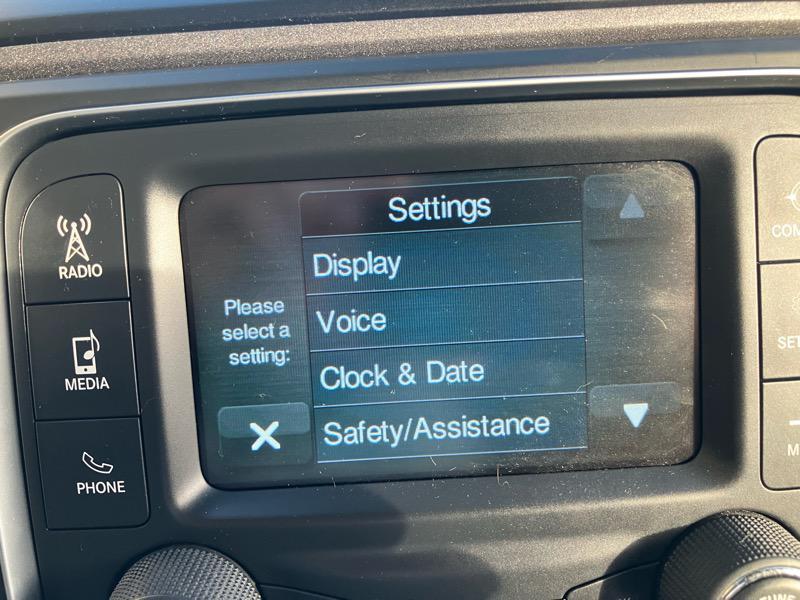 Settings
Display
Voice
Clock & Date
Safety/Assistance
Please
select a
setting:
RADIO
MEDIA
PHONE